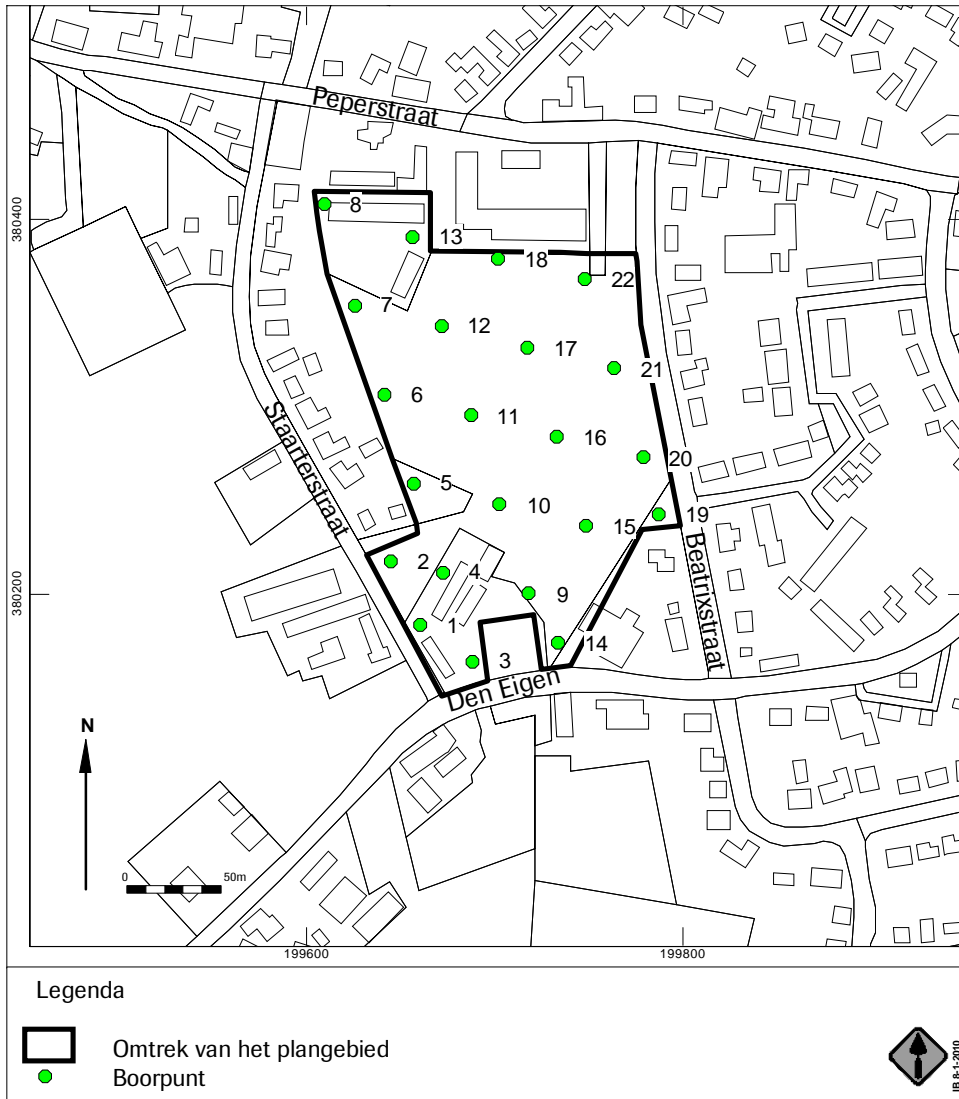 Peperstraat
380400
8
13
18
22
7
12
17
21
6
11
16
20
Staarterstraat
5
10
15
19
Beatrixstraat
2
4
9
380200
1
14
3
Den Eigen
N
0 50m
199600 199800
Legenda
Omtrek van het plangebied
Boorpunt
IB 8-1-2010